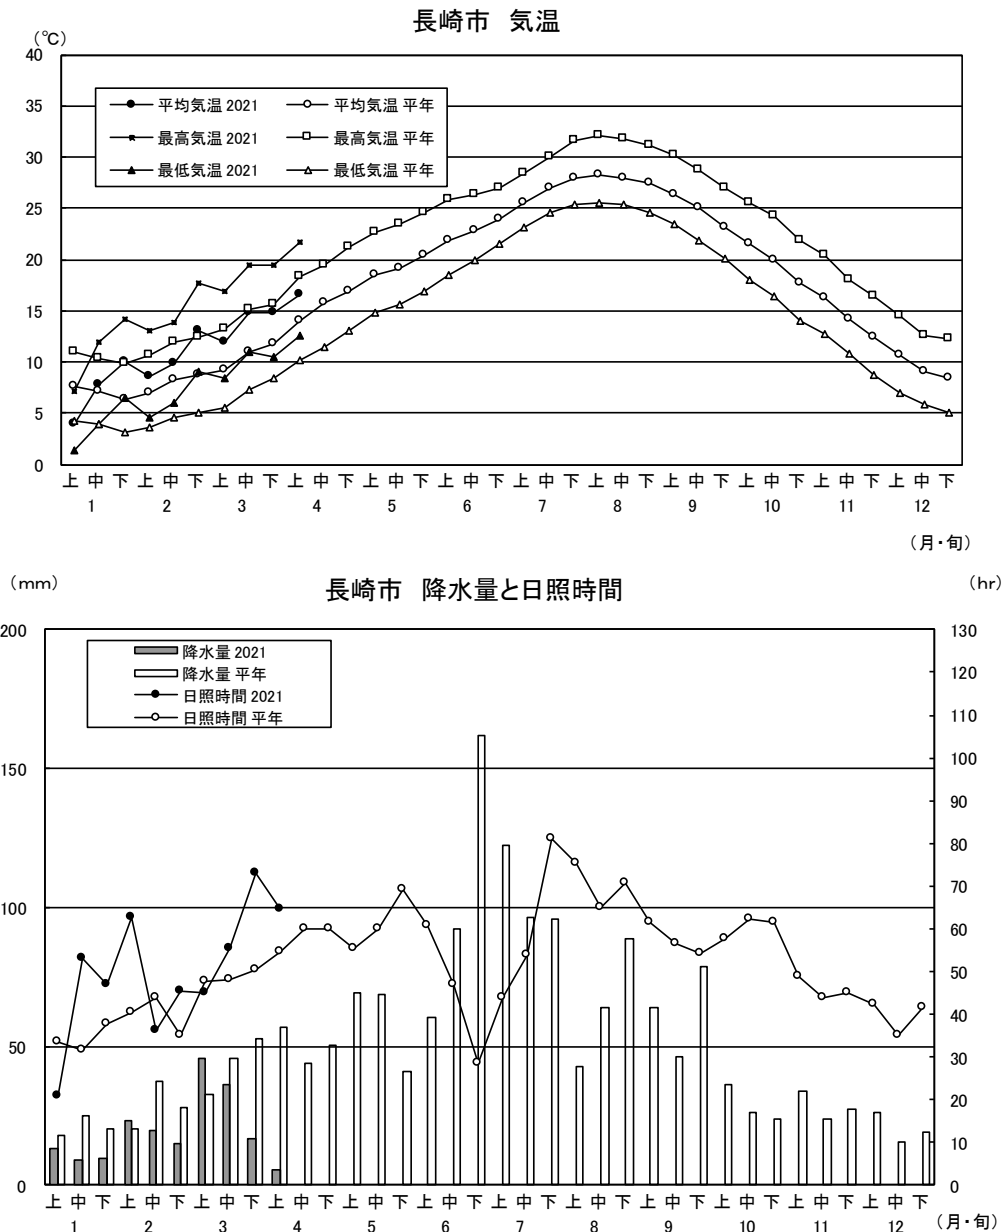 長崎市 気温
(℃)
40
35
30
25
20
15
10
5
0
平均気温 2021 平均気温 平年
最高気温 2021 最高気温 平年
最低気温 2021 最低気温 平年
上 中 下 上 中 下 上 中 下 上 中 下 上 中 下 上 中 下 上 中 下 上 中 下 上 中 下 上 中 下 上 中 下 上 中 下
1 2 3 4 5 6 7 8 9 10 11 12
(月・旬)
(mm) 長崎市 降水量と日照時間 (hr)
200
150
100
50
0
降水量 2021
降水量 平年
日照時間 2021
日照時間 平年
130
120
110
100
90
80
70
60
50
40
30
20
10
0
上 中 下 上 中 下 上 中 下 上 中 下 上 中 下 上 中 下 上 中 下 上 中 下 上 中 下 上 中 下 上 中 下 上 中 下
1 2 3 4 5 6 7 8 9 10 11 12 (月・旬)